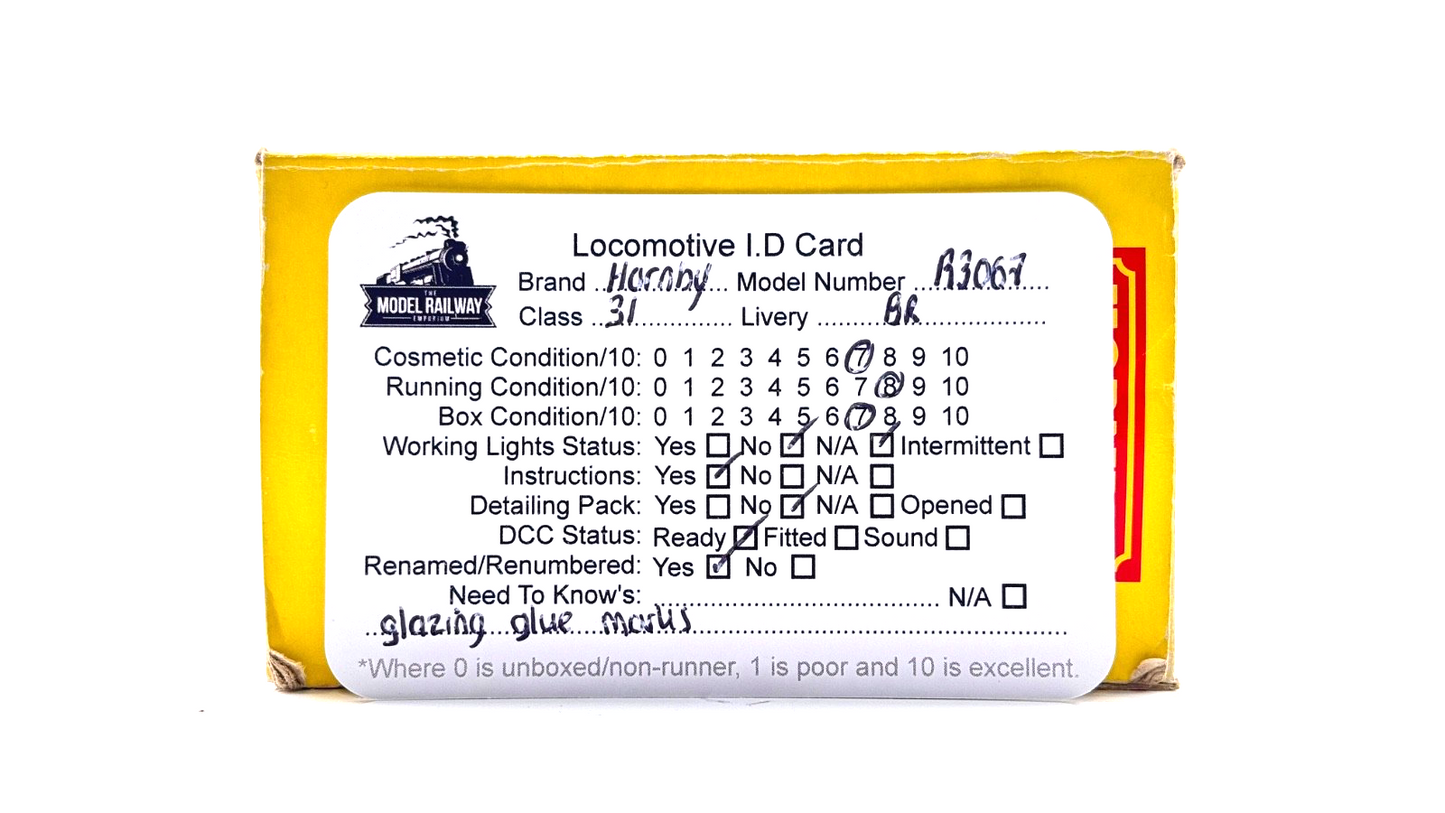 THE
MODEL RAILWAY
EMPORIUM
Locomotive I.D Card
Brand ..Hornby... Model Number ...R3067...
Class ..31................ Livery ..........BR...................
Cosmetic Condition/10: 0 1 2 3 4 5 6 7 8 9 10
Running Condition/10: 0 1 2 3 4 5 6 7 8 9 10
Box Condition/10: 0 1 2 3 4 5 6 7 8 9 10
Working Lights Status: Yes ☐ No ☑ N/A ☑ Intermittent ☐
Instructions: Yes ☑ No ☐ N/A ☐
Detailing Pack: Yes ☐ No ☑ N/A ☐ Opened ☐
DCC Status: Ready ☑ Fitted ☐ Sound ☐
Renamed/Renumbered: Yes ☑ No ☐
Need To Know's: ........................................ N/A ☐
..glazing glue marks..................................................
*Where 0 is unboxed/non-runner, 1 is poor and 10 is excellent.